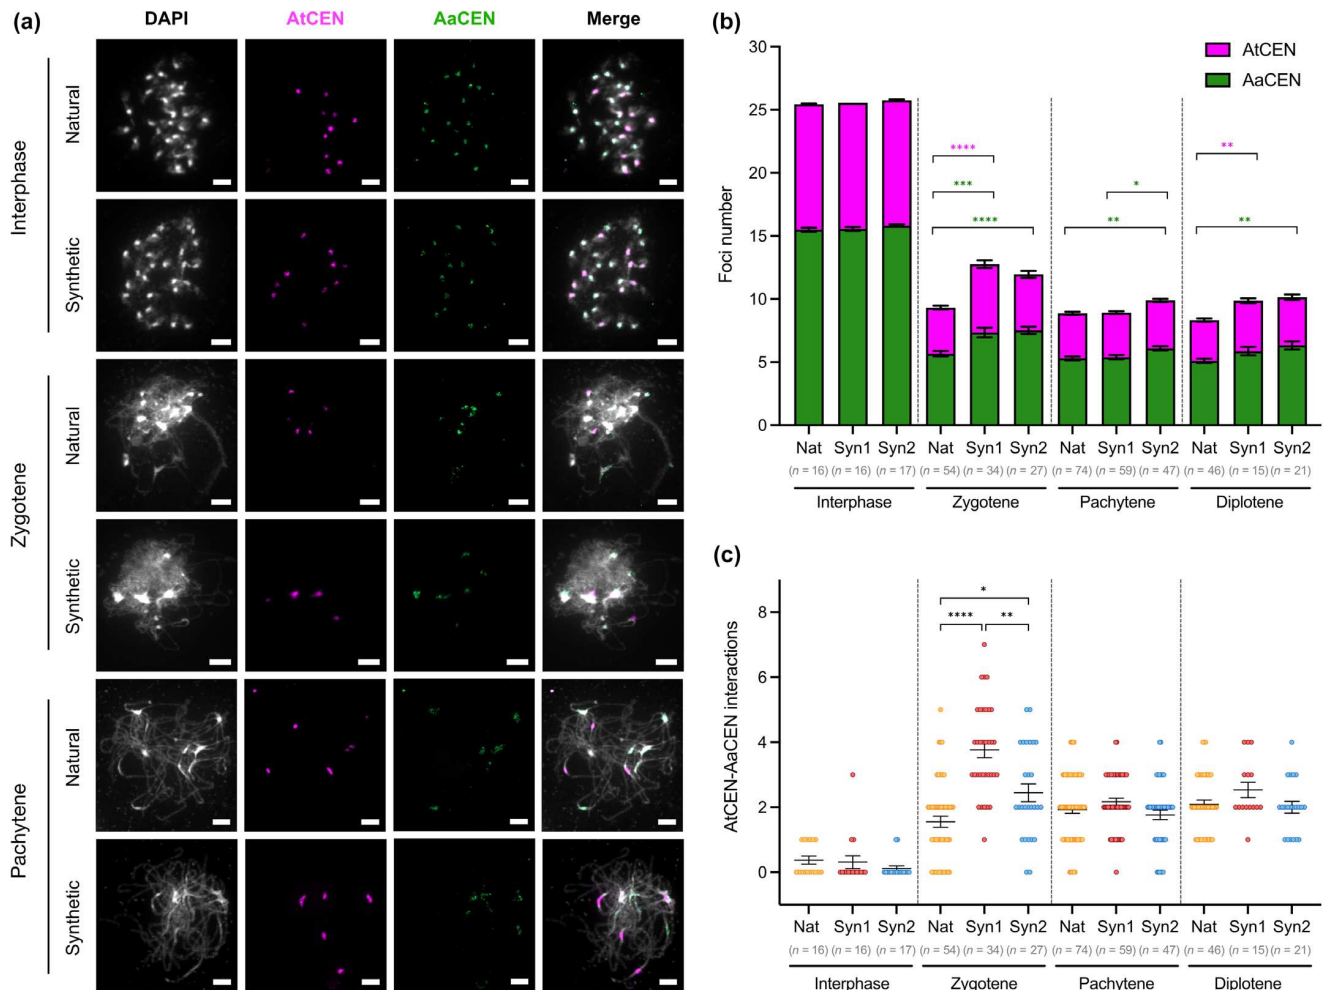 (a)
DAPI AtCEN AaCEN Merge
Interphase
Natural
Synthetic
Zygotene
Natural
Synthetic
Pachytene
Natural
Synthetic
(b)
AtCEN
AaCEN
Foci number
30
25
20
15
10
5
0
****
***
****
*
**
**
**
Nat Syn1 Syn2 Nat Syn1 Syn2 Nat Syn1 Syn2 Nat Syn1 Syn2
(n = 16) (n = 16) (n = 17) (n = 54) (n = 34) (n = 27) (n = 74) (n = 59) (n = 47) (n = 46) (n = 15) (n = 21)
Interphase Zygotene Pachytene Diplotene
(c)
AtCEN-AaCEN interactions
8
6
4
2
0
*
**** **
Nat Syn1 Syn2 Nat Syn1 Syn2 Nat Syn1 Syn2 Nat Syn1 Syn2
(n = 16) (n = 16) (n = 17) (n = 54) (n = 34) (n = 27) (n = 74) (n = 59) (n = 47) (n = 46) (n = 15) (n = 21)
Interphase Zygotene Pachytene Diplotene